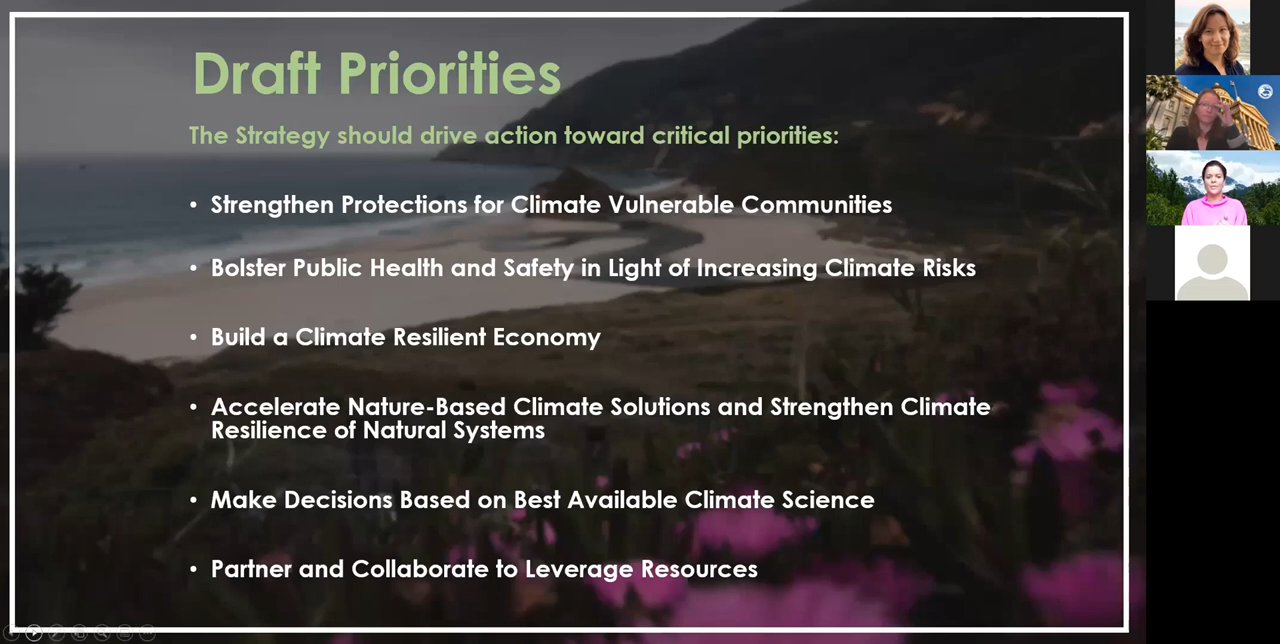 Draft Priorities
The Strategy should drive action toward critical priorities:
• Strengthen Protections for Climate Vulnerable Communities
• Bolster Public Health and Safety in Light of Increasing Climate Risks
• Build a Climate Resilient Economy
• Accelerate Nature-Based Climate Solutions and Strengthen Climate
Resilience of Natural Systems
• Make Decisions Based on Best Available Climate Science
• Partner and Collaborate to Leverage Resources